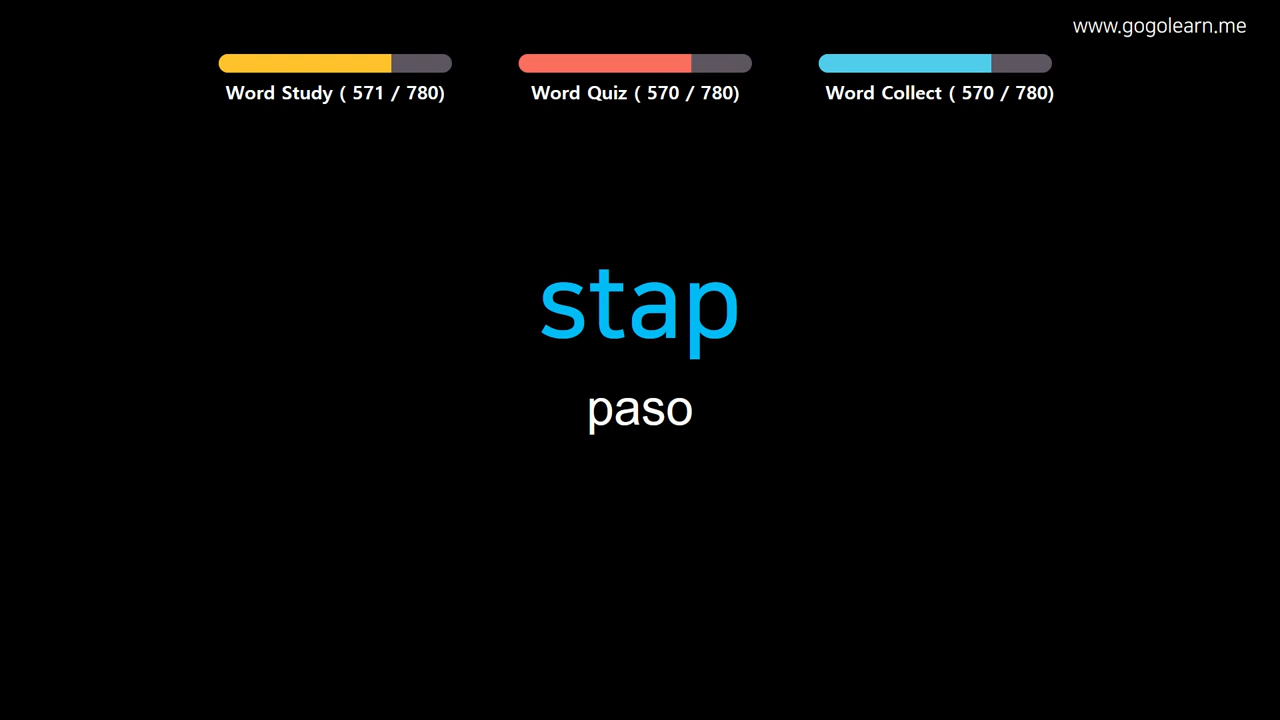 www.gogolearn.me
Word Study ( 571 / 780)
Word Quiz ( 570 / 780)
Word Collect ( 570 / 780)
stap
paso